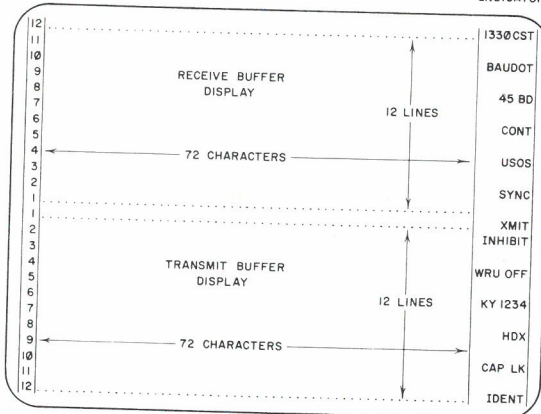 12
11
10
9
8
7
6
5
4
3
2
1
1
2
3
4
5
6
7
8
9
10
11
12
RECEIVE BUFFER
DISPLAY
12 LINES
72 CHARACTERS
TRANSMIT BUFFER
DISPLAY
12 LINES
72 CHARACTERS
1330CST
BAUDOT
45 BD
CONT
USOS
SYNC
XMIT
INHIBIT
WRU OFF
KY 1234
HDX
CAP LK
IDENT